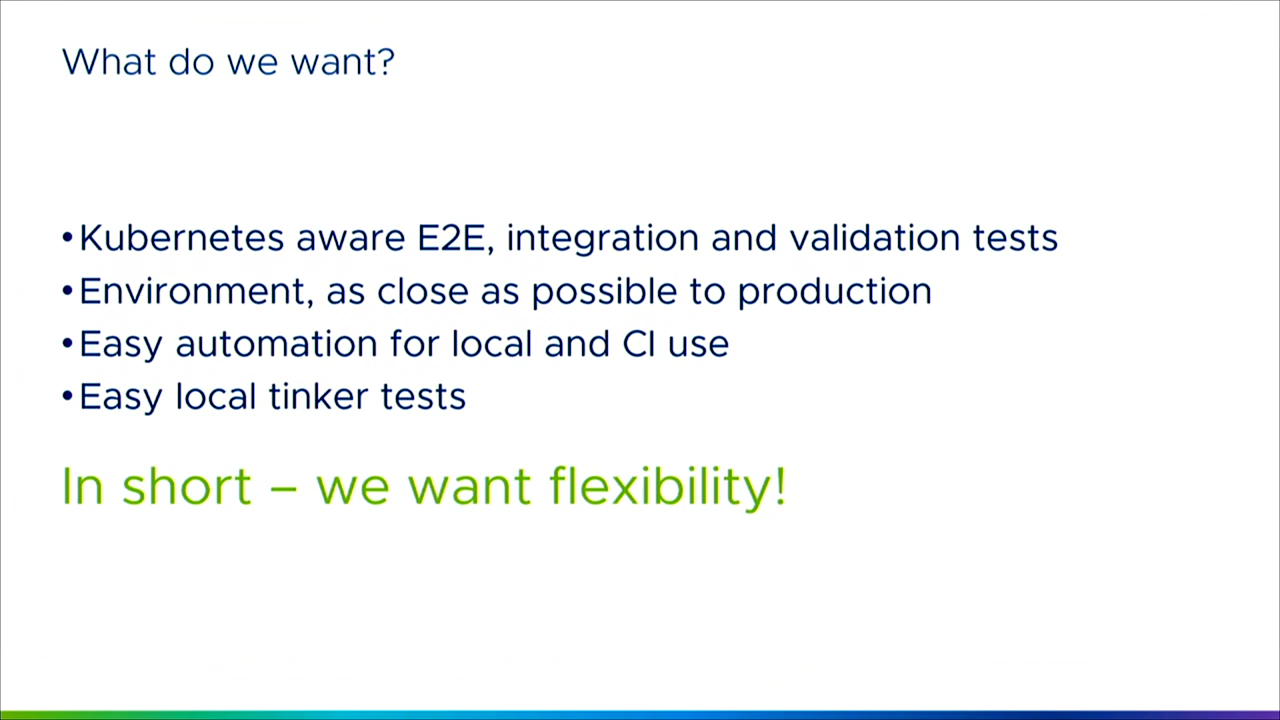 What do we want?
•Kubernetes aware E2E, integration and validation tests
•Environment, as close as possible to production
•Easy automation for local and CI use
•Easy local tinker tests
In short – we want flexibility!